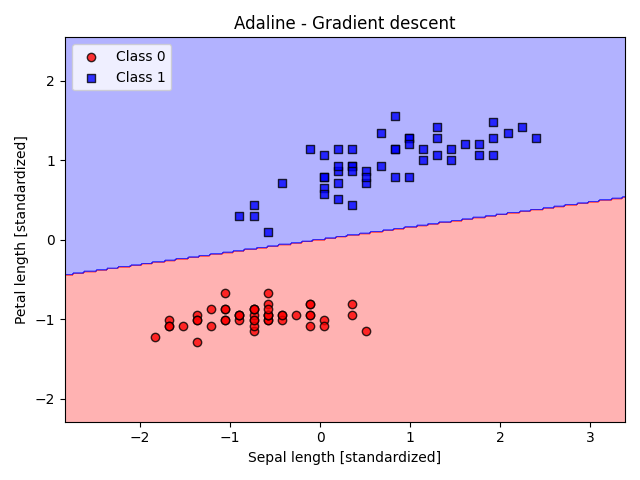 Adaline - Gradient descent
Class 0
Class 1
2
1
0
−1
−2
Petal length [standardized]
−2
−1
0
1
2
3
Sepal length [standardized]